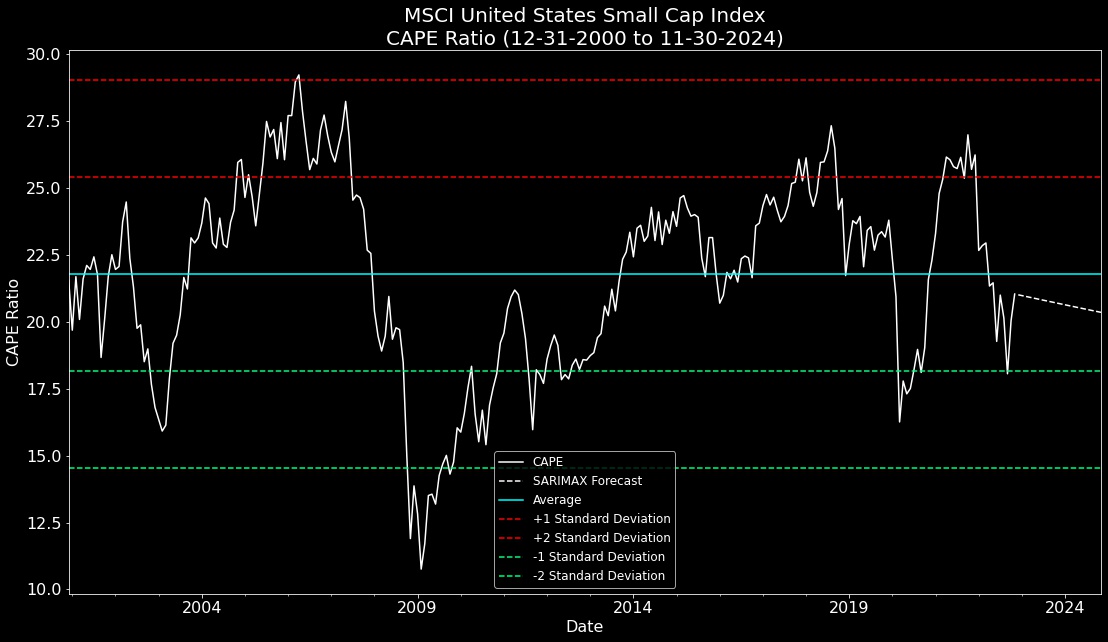 MSCI United States Small Cap Index
CAPE Ratio (12-31-2000 to 11-30-2024)
30.0
27.5
25.0
22.5
20.0
17.5
15.0
12.5
10.0
CAPE Ratio
CAPE
SARIMAX Forecast
Average
+1 Standard Deviation
+2 Standard Deviation
-1 Standard Deviation
-2 Standard Deviation
2004
2009
2014
2019
2024
Date